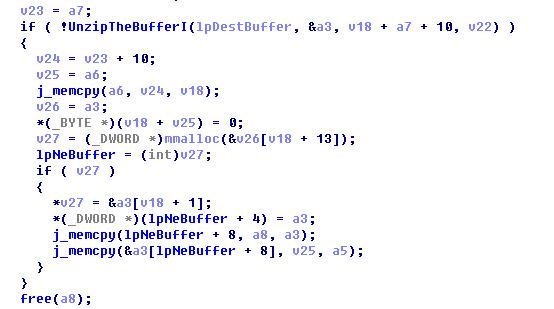 v23 = a7;
if ( !UnzipTheBufferI(lpDestBuffer, &a3, v18 + a7 + 10, v22) )
{
v24 = v23 + 10;
v25 = a6;
j_memcpy(a6, v24, v18);
v26 = a3;
*(_BYTE *)(v18 + v25) = 0;
v27 = (_DWORD *)mmalloc(&v26[v18 + 13]);
lpNeBuffer = (int)v27;
if ( v27 )
{
*v27 = &a3[v18 + 1];
*(_DWORD *)(lpNeBuffer + 4) = a3;
j_memcpy(lpNeBuffer + 8, a8, a3);
j_memcpy(&a3[lpNeBuffer + 8], v25, a5);
}
}
free(a8);